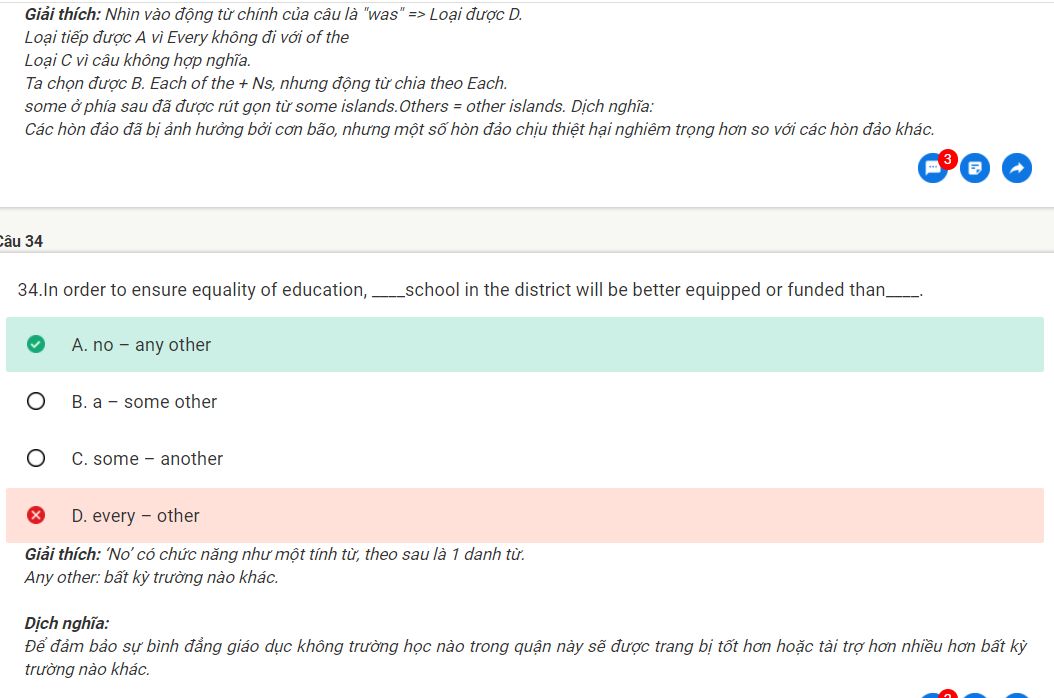 Giải thích: Nhìn vào động từ chính của câu là "was" => Loại được D.
Loại tiếp được A vì Every không đi với of the
Loại C vì câu không hợp nghĩa.
Ta chọn được B. Each of the + Ns, nhưng động từ chia theo Each.
some ở phía sau đã được rút gọn từ some islands.Others = other islands. Dịch nghĩa:
Các hòn đảo đã bị ảnh hưởng bởi cơn bão, nhưng một số hòn đảo chịu thiệt hại nghiêm trọng hơn so với các hòn đảo khác.
3
Câu 34
34.In order to ensure equality of education, ____school in the district will be better equipped or funded than____.
A. no – any other
B. a – some other
C. some – another
D. every – other
Giải thích: ‘No’ có chức năng như một tính từ, theo sau là 1 danh từ.
Any other: bất kỳ trường nào khác.
Dịch nghĩa:
Để đảm bảo sự bình đẳng giáo dục không trường học nào trong quận này sẽ được trang bị tốt hơn hoặc tài trợ hơn nhiều hơn bất kỳ
trường nào khác.